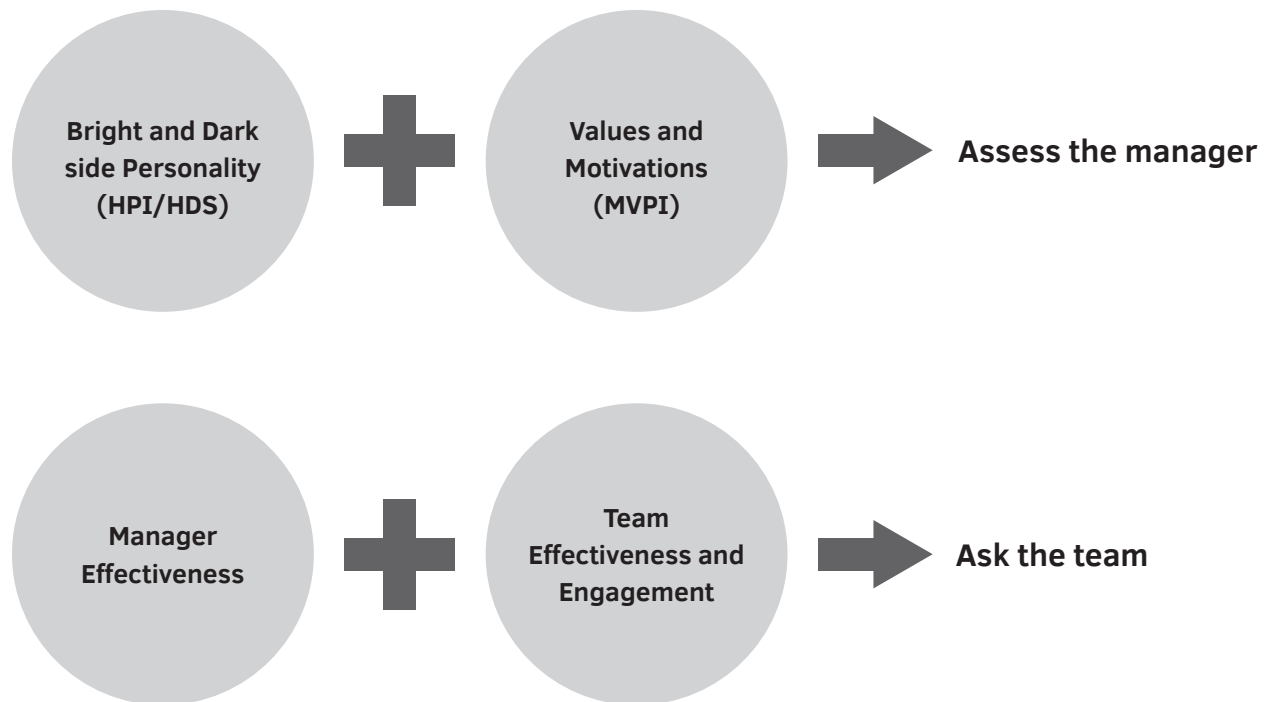 Bright and Dark
side Personality
(HPI/HDS)
Values and
Motivations
(MVPI)
Assess the manager
Manager
Effectiveness
Team
Effectiveness and
Engagement
Ask the team